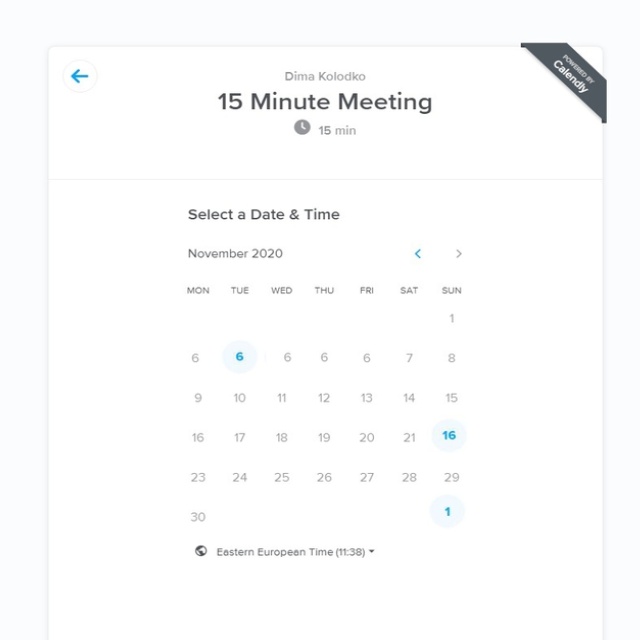 POWERED BY
Calendly
Dima Kolodko
15 Minute Meeting
15 min
Select a Date & Time
November 2020
MON TUE WED THU FRI SAT SUN
1
6 6 6 6 6 7 8
9 10 11 12 13 14 15
16 17 18 19 20 21 16
23 24 25 26 27 28 29
30 1
Eastern European Time (11:38)